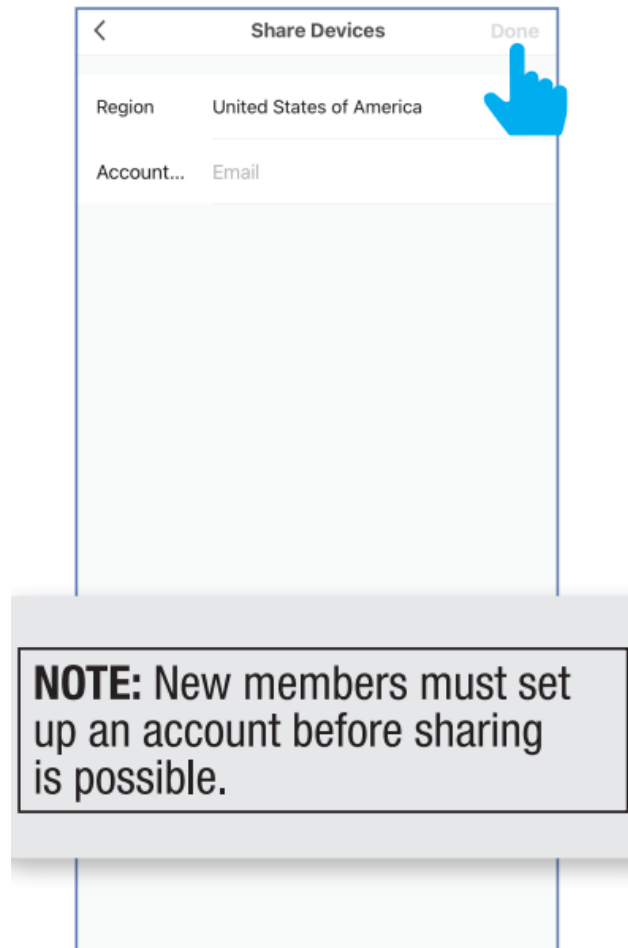 Share Devices Done
Region United States of America
Account... Email
NOTE: New members must set
up an account before sharing
is possible.